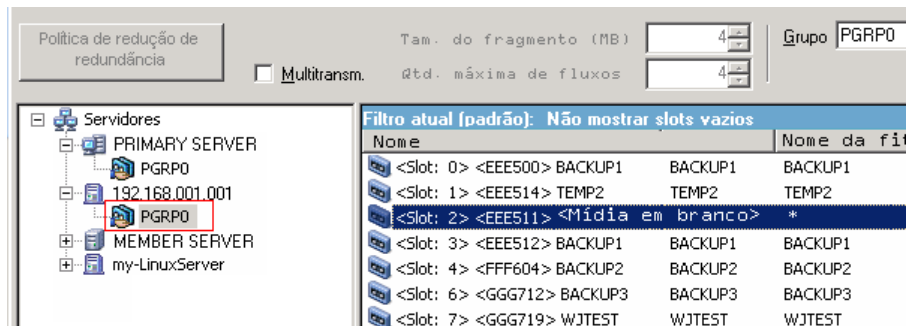 Política de redução de
redundância
Multitransm.
Tam. do fragmento (MB) 4
Qtd. máxima de fluxos 4
Grupo PGRP0
Servidores
PRIMARY SERVER
PGRP0
192.168.001.001
PGRP0
MEMBER SERVER
my-LinuxServer
Filtro atual (padrão): Não mostrar slots vazios
Nome Nome da fit
<Slot: 0> <EEE500> BACKUP1 BACKUP1 BACKUP1
<Slot: 1> <EEE514> TEMP2 TEMP2 TEMP2
<Slot: 2> <EEE511> <Mídia em branco> *
<Slot: 3> <EEE512> BACKUP1 BACKUP1 BACKUP1
<Slot: 4> <FFF604> BACKUP2 BACKUP2 BACKUP2
<Slot: 6> <GGG712> BACKUP3 BACKUP3 BACKUP3
<Slot: 7> <GGG719> WJTEST WJTEST WJTEST